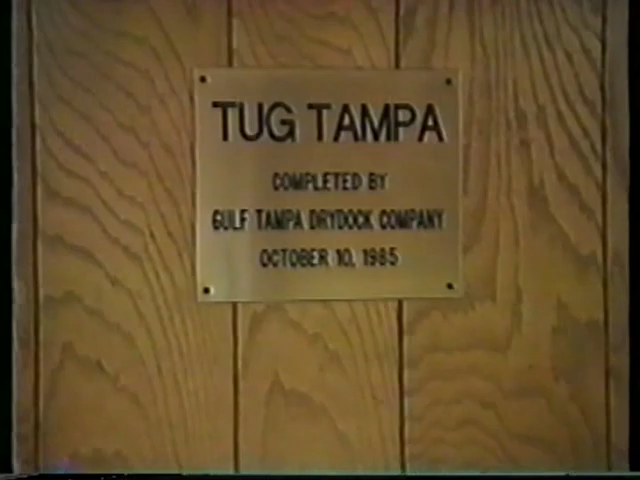 TUG TAMPA
COMPLETED BY
GULF TAMPA DRYDOCK COMPANY
OCTOBER 10, 1985